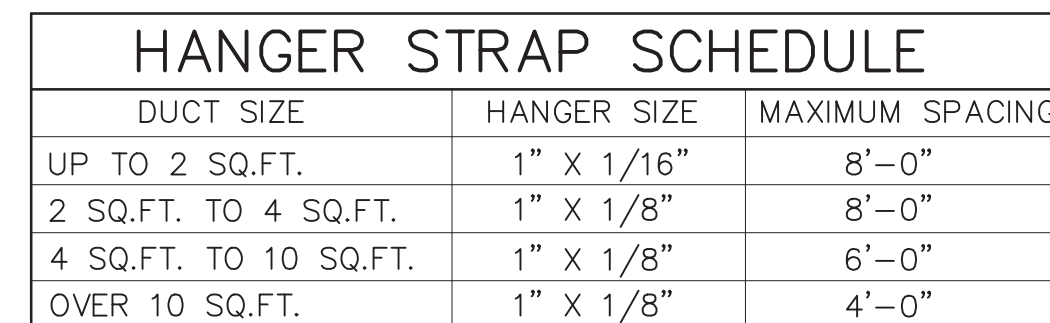 HANGER STRAP SCHEDULE
DUCT SIZE HANGER SIZE MAXIMUM SPACING
UP TO 2 SQ.FT. 1” X 1/16” 8’–0”
2 SQ.FT. TO 4 SQ.FT. 1” X 1/8” 8’–0”
4 SQ.FT. TO 10 SQ.FT. 1” X 1/8” 6’–0”
OVER 10 SQ.FT. 1” X 1/8” 4’–0”